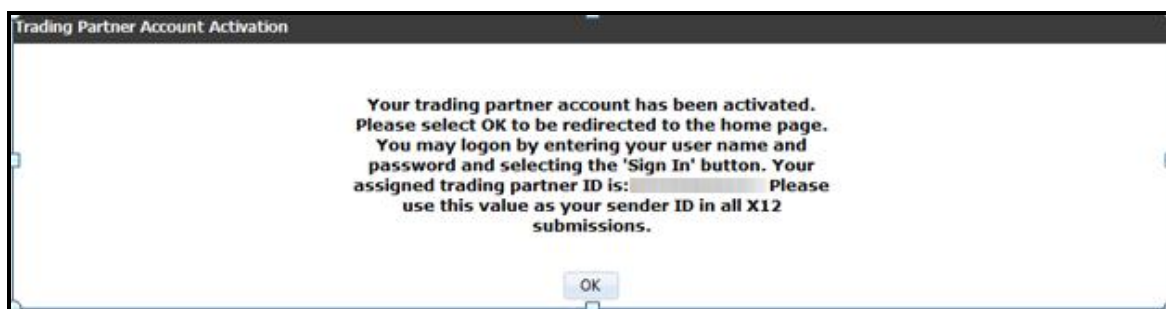 Trading Partner Account Activation
Your trading partner account has been activated.
Please select OK to be redirected to the home page.
You may logon by entering your user name and
password and selecting the 'Sign In' button. Your
assigned trading partner ID is: Please
use this value as your sender ID in all X12
submissions.
OK